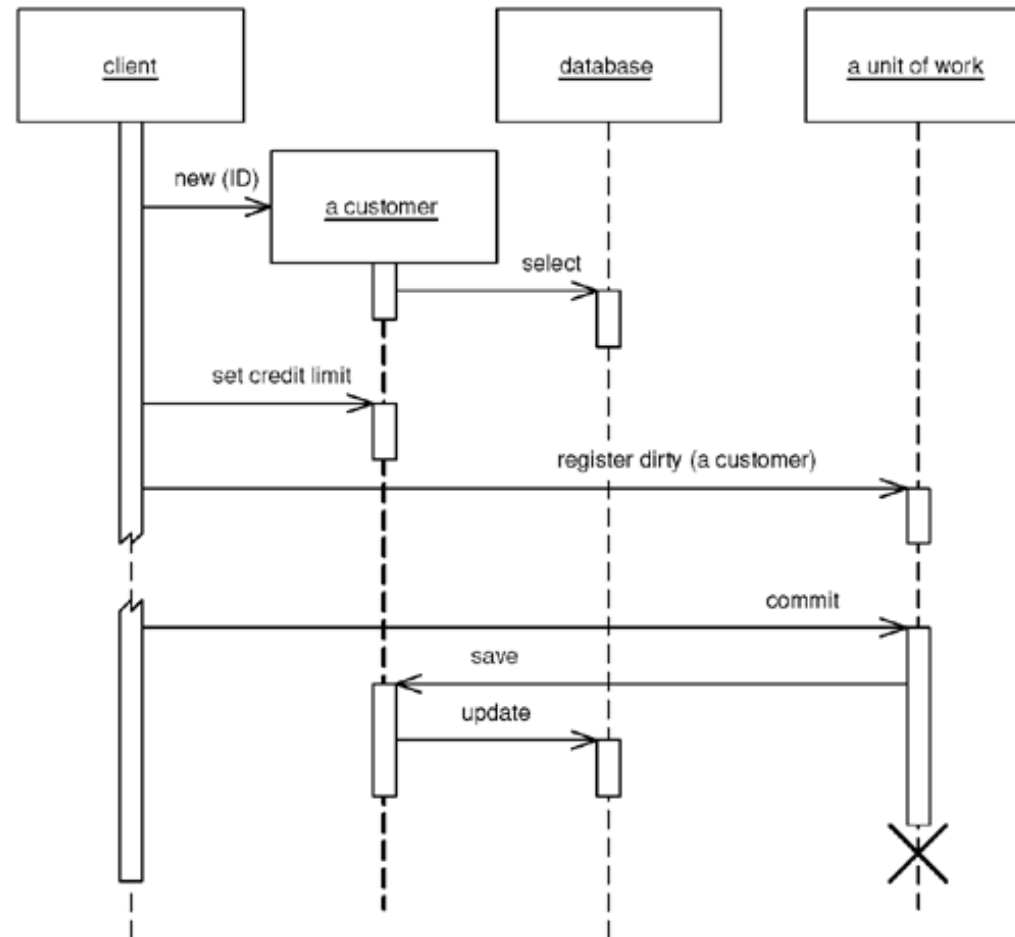 client
database
a unit of work
new (ID)
a customer
select
set credit limit
register dirty (a customer)
commit
save
update